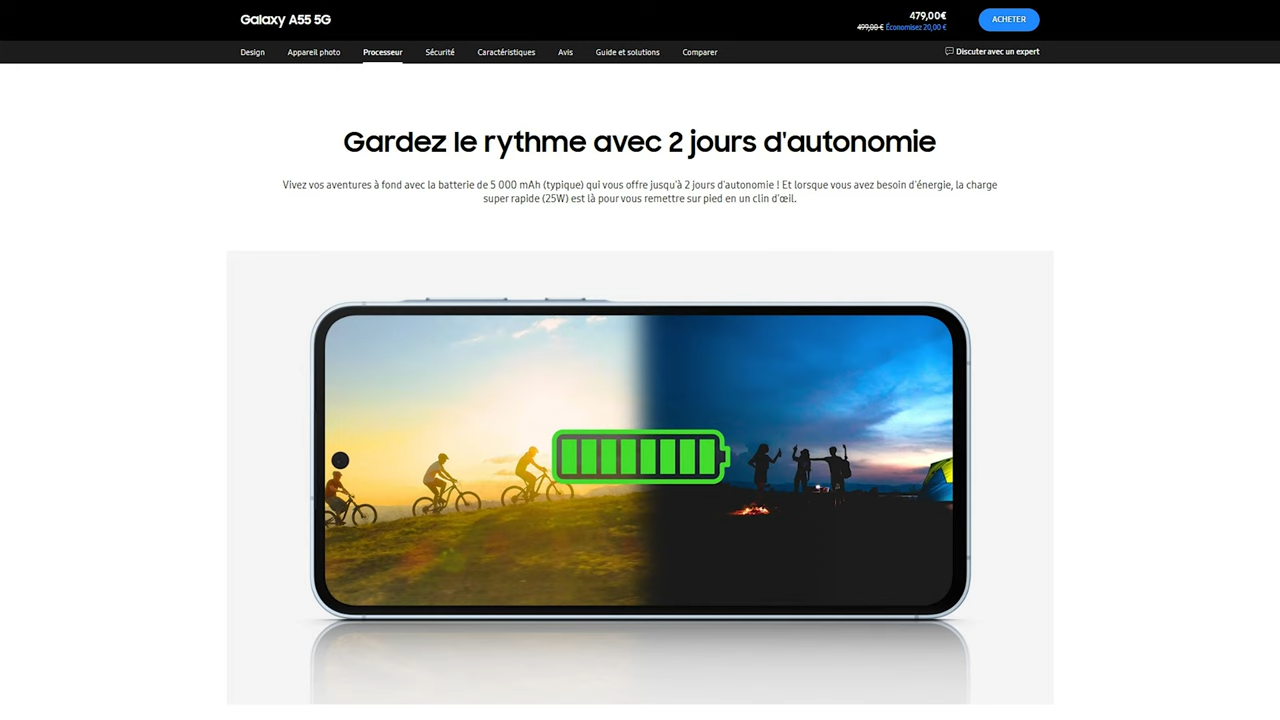 Galaxy A55 5G
479,00€
499,00 € Économisez 20,00 €
ACHETER
Design Appareil photo Processeur Sécurité Caractéristiques Avis Guide et solutions Comparer
Discuter avec un expert
Gardez le rythme avec 2 jours d'autonomie
Vivez vos aventures à fond avec la batterie de 5 000 mAh (typique) qui vous offre jusqu'à 2 jours d'autonomie ! Et lorsque vous avez besoin d'énergie, la charge
super rapide (25W) est là pour vous remettre sur pied en un clin d'œil.